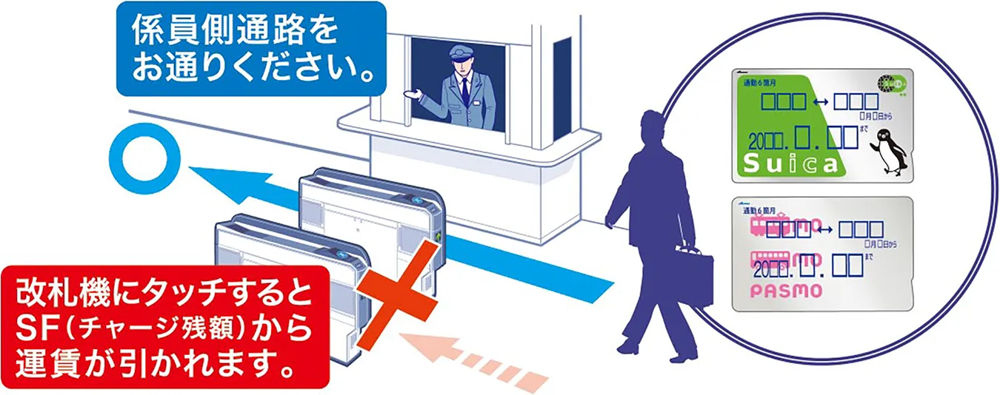 係員側通路を
お通りください。
改札機にタッチすると
SF（チャージ残額）から
運賃が引かれます。
通勤6箇月
□□□ ↔ □□□
□月□日から
20□□.□.□□まで
Suica
通勤6箇月
□□□ ↔ □□□
□月□日から
20□□.□.□□まで
MO
MO
PASMO